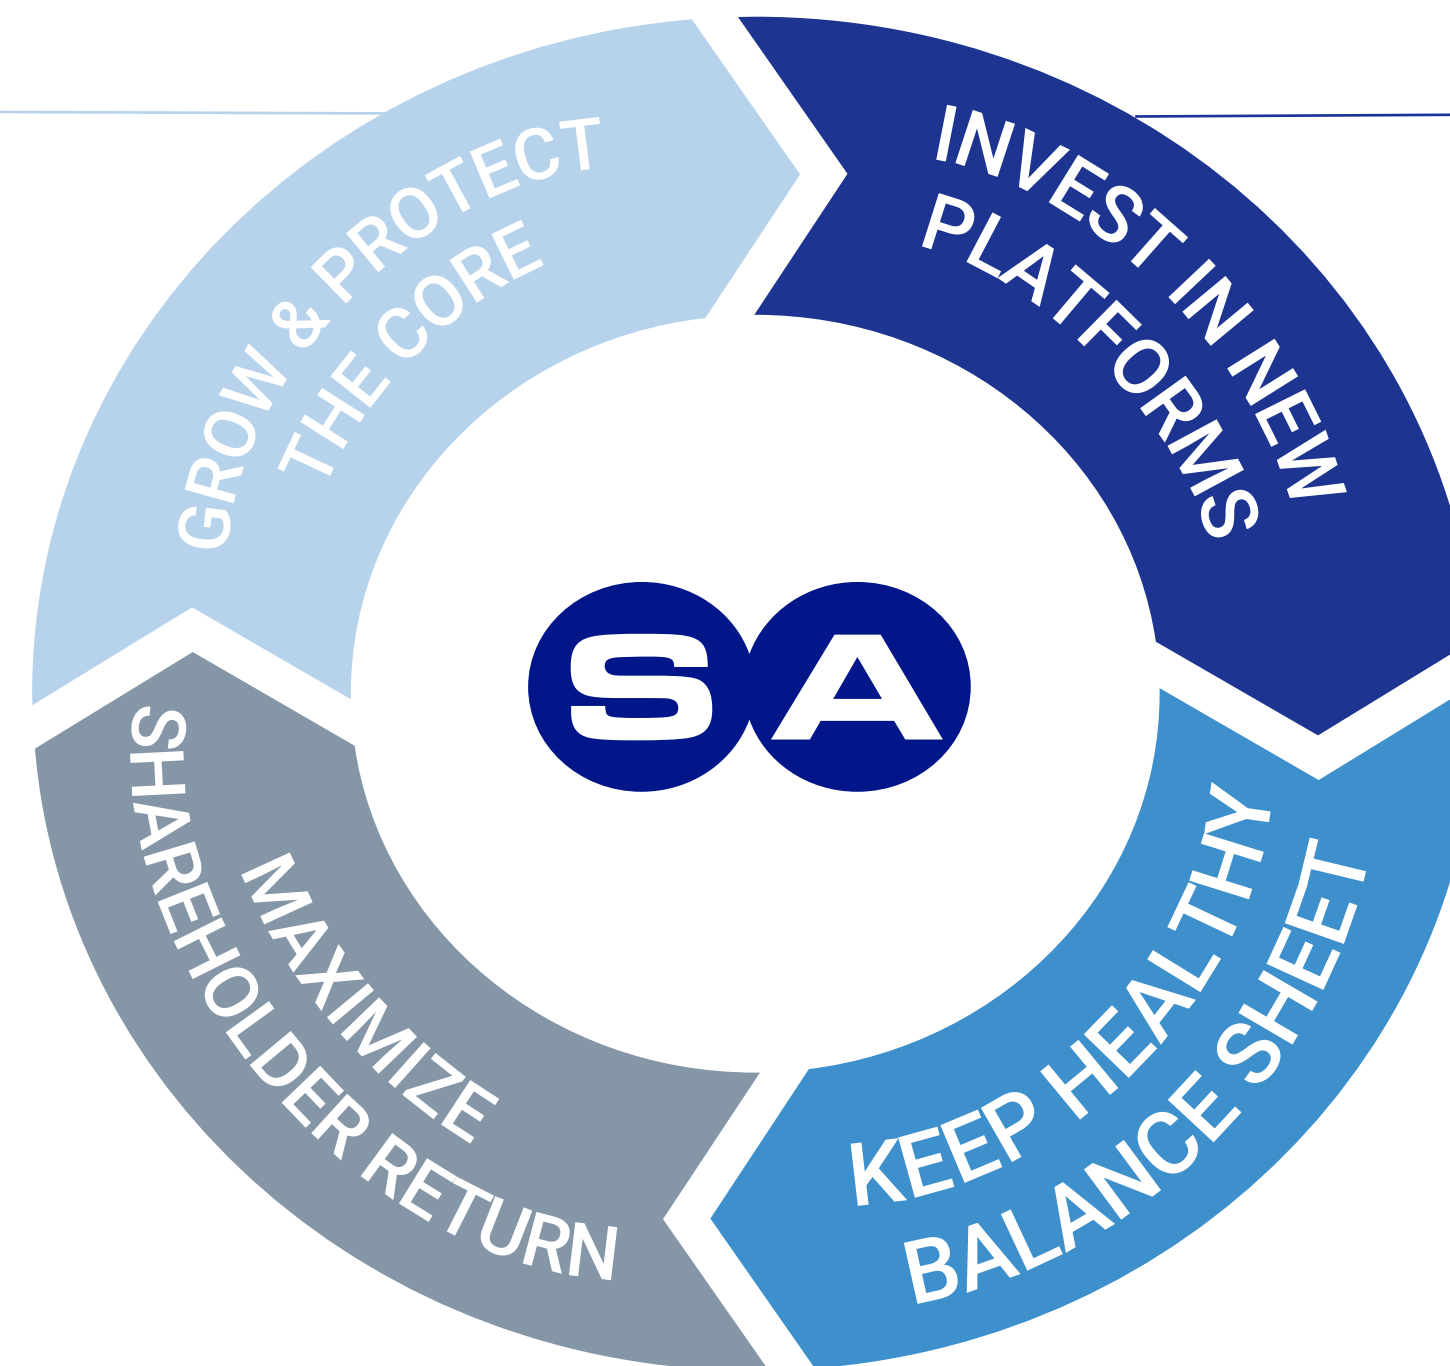 GROW & PROTECT
THE CORE
INVEST IN NEW
PLATFORMS
SA
MAXIMIZE
SHAREHOLDER RETURN
KEEP HEALTHY
BALANCE SHEET